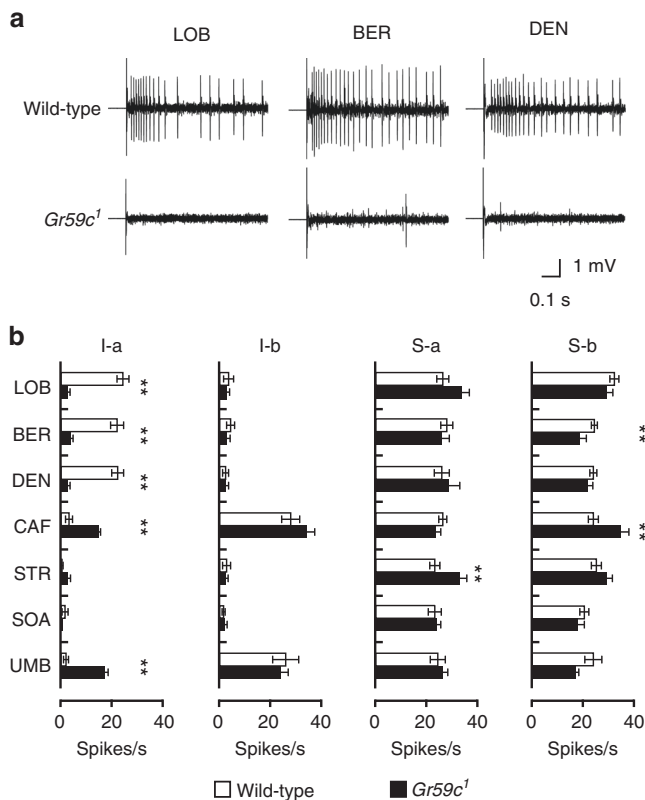 a
LOB BER DEN
Wild-type
Gr59c¹
1 mV
0.1 s
b
I-a I-b S-a S-b
LOB **
BER ** **
DEN **
CAF ** **
STR **
SOA
UMB **
0 20 40 0 20 40 0 20 40 0 20 40
Spikes/s Spikes/s Spikes/s Spikes/s
Wild-type Gr59c¹